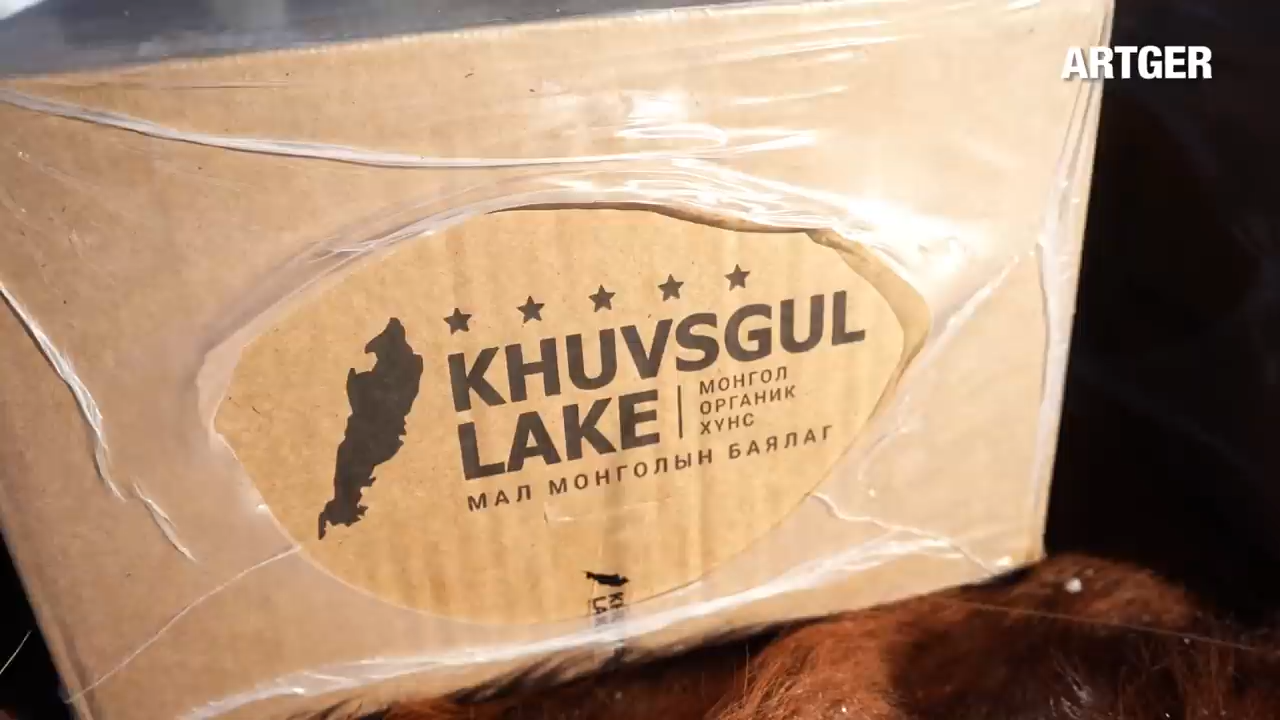 ARTGER
KHUVSGUL
LAKE
МОНГОЛ
ОРГАНИК
ХҮНС
МАЛ МОНГОЛЫН БАЯЛАГ